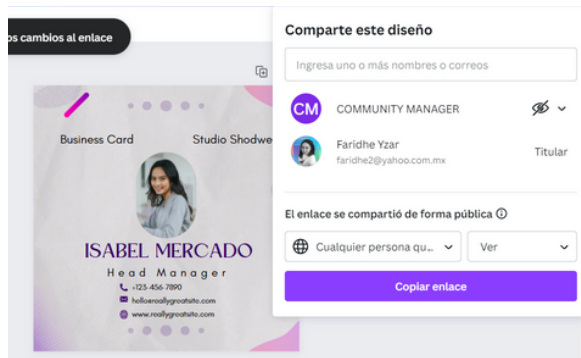 os cambios al enlace
Comparte este diseño
Ingresa uno o más nombres o correos
CM
COMMUNITY MANAGER
Faridhe Yzar
faridhe2@yahoo.com.mx
Titular
El enlace se compartió de forma pública
Cualquier persona qu...
Ver
Copiar enlace
Business Card
Studio Shodwe
ISABEL MERCADO
Head Manager
+123-456-7890
hello@reallygreatsite.com
www.reallygreatsite.com